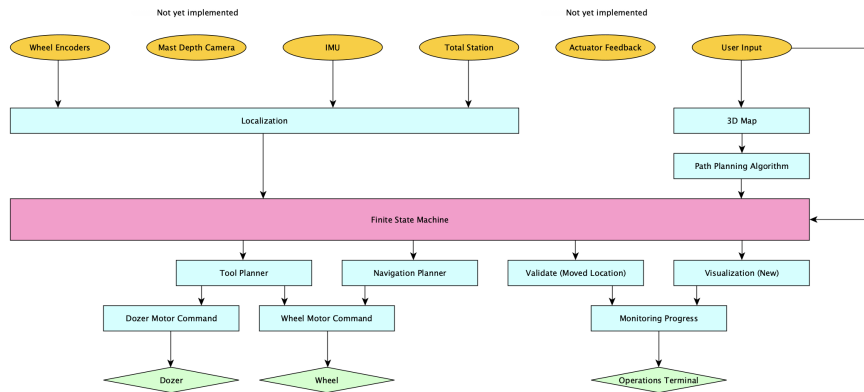 Not yet implemented
Not yet implemented
Wheel Encoders
Mast Depth Camera
IMU
Total Station
Actuator Feedback
User Input
Localization
3D Map
Path Planning Algorithm
Finite State Machine
Tool Planner
Navigation Planner
Validate (Moved Location)
Visualization (New)
Dozer Motor Command
Wheel Motor Command
Monitoring Progress
Dozer
Wheel
Operations Terminal